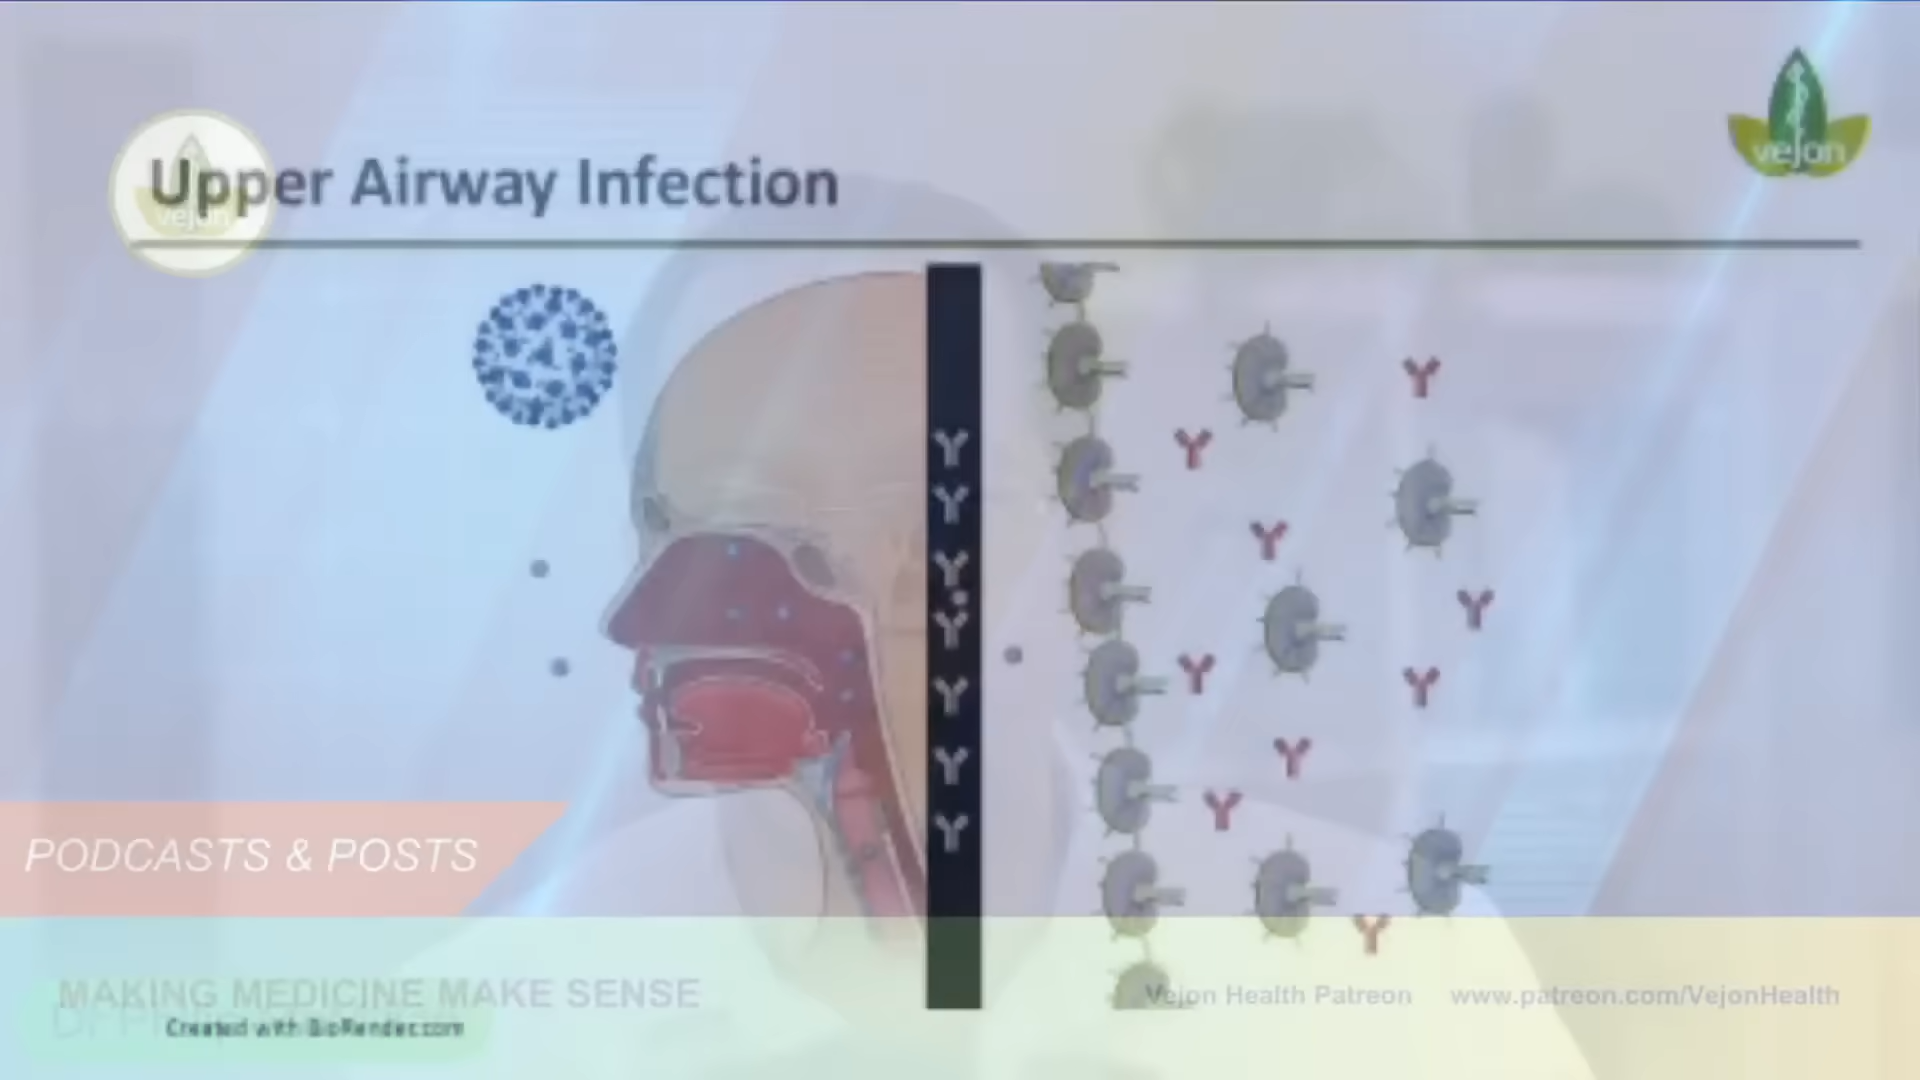 vejon
Upper Airway Infection
vejon
PODCASTS & POSTS
MAKING MEDICINE MAKE SENSE
Vejon Health Patreon www.patreon.com/VejonHealth
Created with BioRender.com